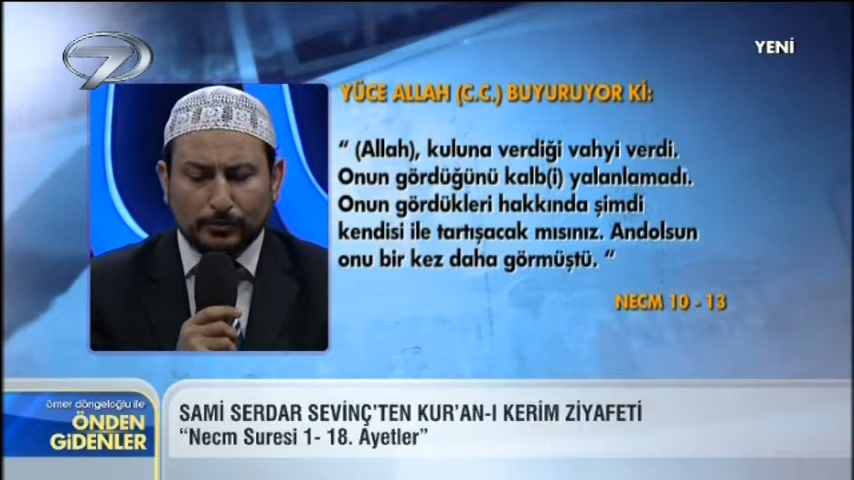 7
YENİ
YÜCE ALLAH (C.C.) BUYURUYOR Kİ:
“ (Allah), kuluna verdiği vahyi verdi.
Onun gördüğünü kalb(i) yalanlamadı.
Onun gördükleri hakkında şimdi
kendisi ile tartışacak mısınız. Andolsun
onu bir kez daha görmüştü. ”
NECM 10 - 13
ömer döngeloğlu ile
ÖNDEN
GİDENLER
SAMİ SERDAR SEVİNÇ’TEN KUR’AN-I KERİM ZİYAFETİ
“Necm Suresi 1- 18. Ayetler”